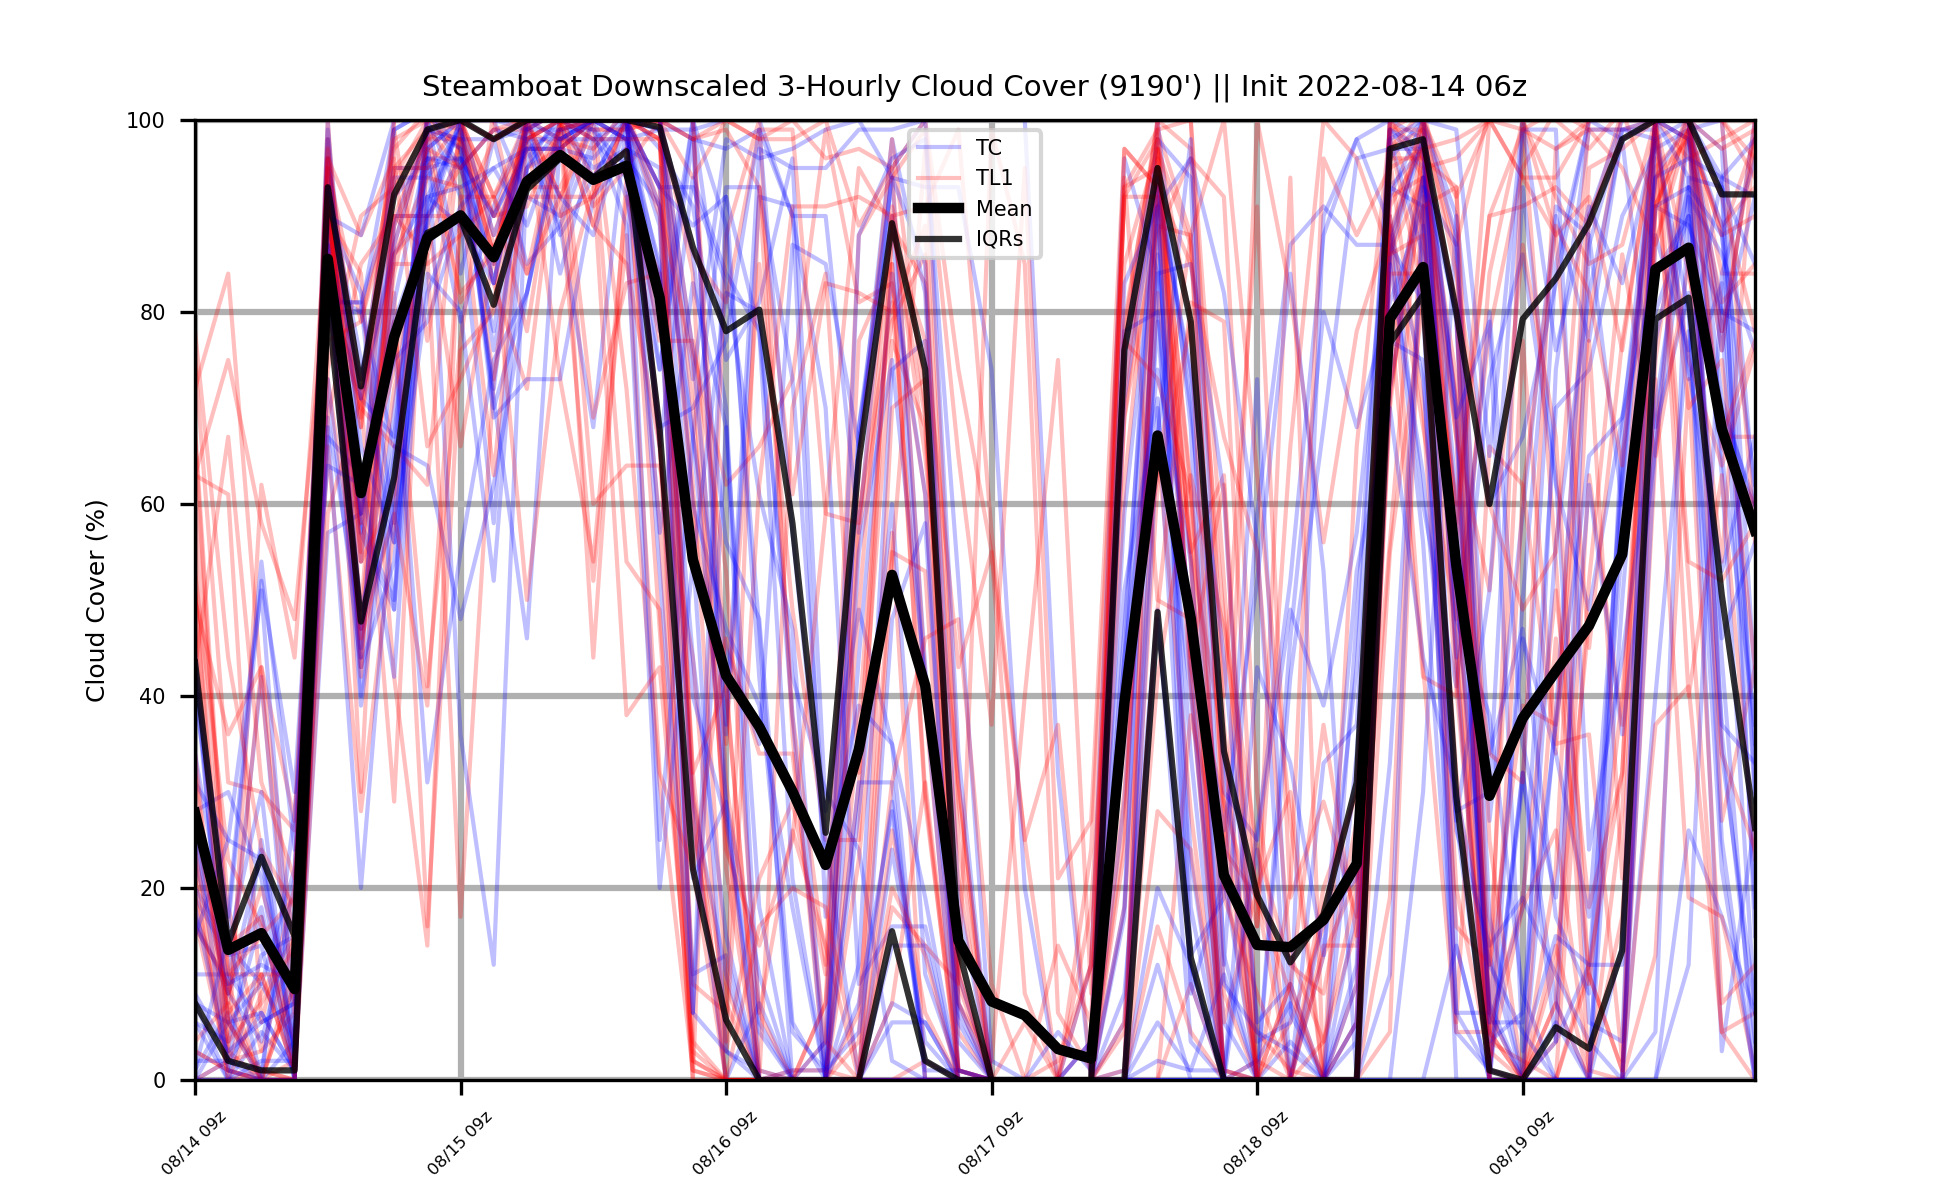 Steamboat Downscaled 3-Hourly Cloud Cover (9190') || Init 2022-08-14 06z
TC
TL1
Mean
IQRs
Cloud Cover (%)
100
80
60
40
20
0
08/14 09z
08/15 09z
08/16 09z
08/17 09z
08/18 09z
08/19 09z